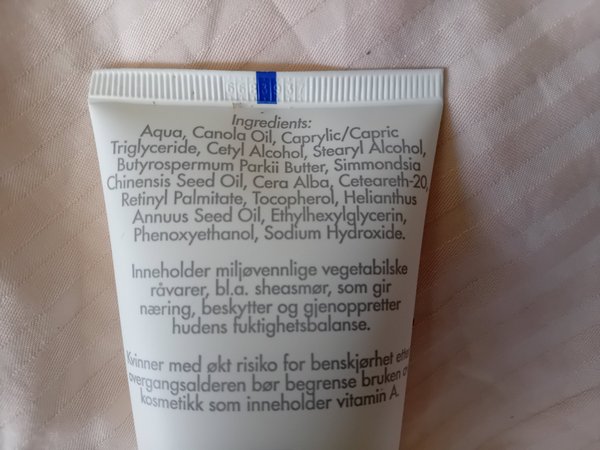 Ingredients:
Aqua, Canola Oil, Caprylic/Capric
Triglyceride, Cetyl Alcohol, Stearyl Alcohol,
Butyrospermum Parkii Butter, Simmondsia
Chinensis Seed Oil, Cera Alba, Ceteareth-20,
Retinyl Palmitate, Tocopherol, Helianthus
Annuus Seed Oil, Ethylhexylglycerin,
Phenoxyethanol, Sodium Hydroxide.
Inneholder miljøvennlige vegetabilske
råvarer, bl.a. sheasmør, som gir
næring, beskytter og gjenoppretter
hudens fuktighetsbalanse.
Kvinner med økt risiko for benskjørhet
overgangsalderen bør begrense bruken
kosmetikk som inneholder vitamin A.